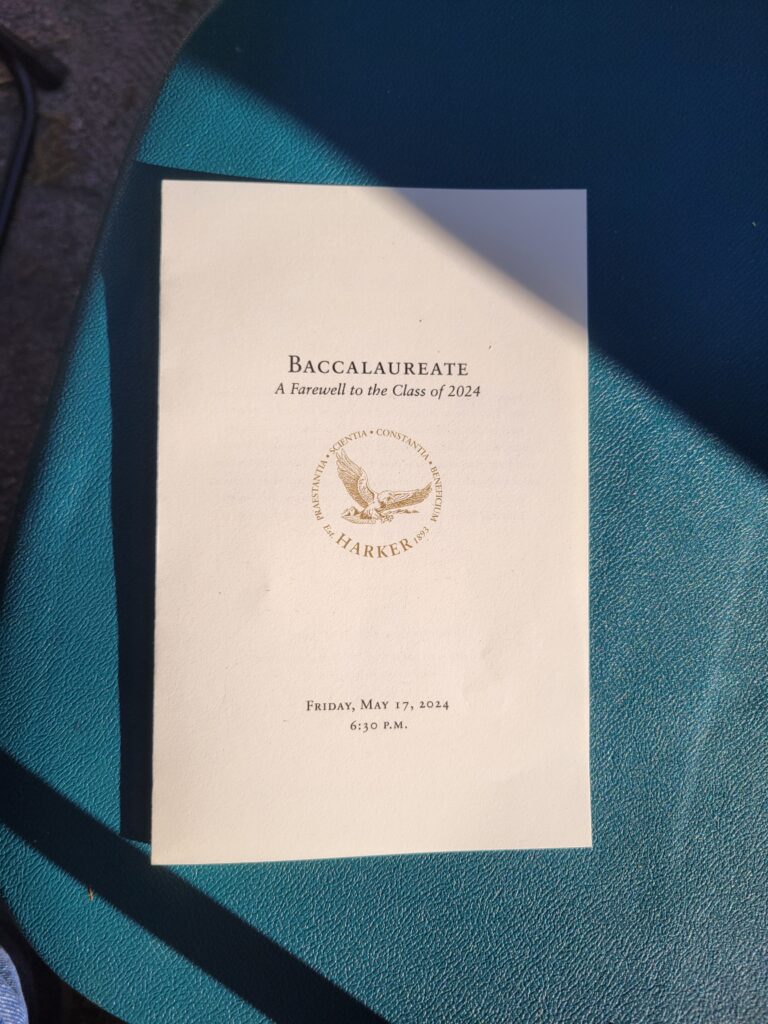 BACCALAUREATE
A Farewell to the Class of 2024
PRAESTANTIA • SCIENTIA • CONSTANTIA • BENEFICIUM
Est. HARKER 1893
FRIDAY, MAY 17, 2024
6:30 P.M.